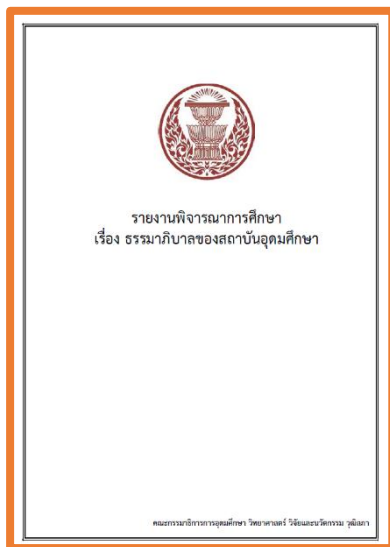 รายงานพิจารณาการศึกษา
เรื่อง ธรรมาภิบาลของสถาบันอุดมศึกษา
คณะกรรมาธิการการอุดมศึกษา วิทยาศาสตร์ วิจัยและนวัตกรรม วุฒิสภา